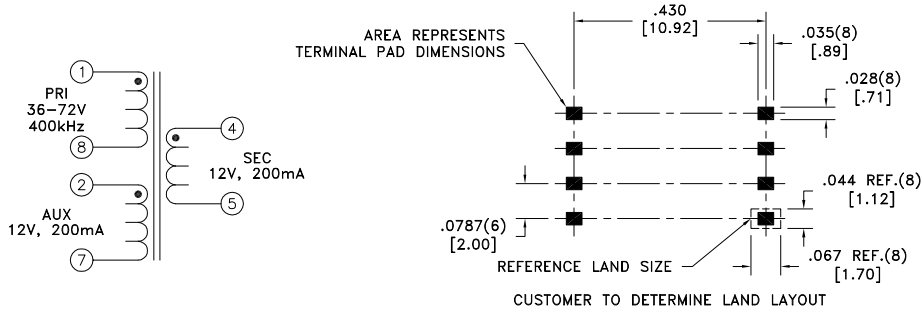 1
PRI
36-72V
400kHz
8
2
AUX
12V, 200mA
7
4
SEC
12V, 200mA
5
AREA REPRESENTS
TERMINAL PAD DIMENSIONS
.430
[10.92]
.035(8)
[.89]
.028(8)
[.71]
.0787(6)
[2.00]
.044 REF.(8)
[1.12]
.067 REF.(8)
[1.70]
REFERENCE LAND SIZE
CUSTOMER TO DETERMINE LAND LAYOUT